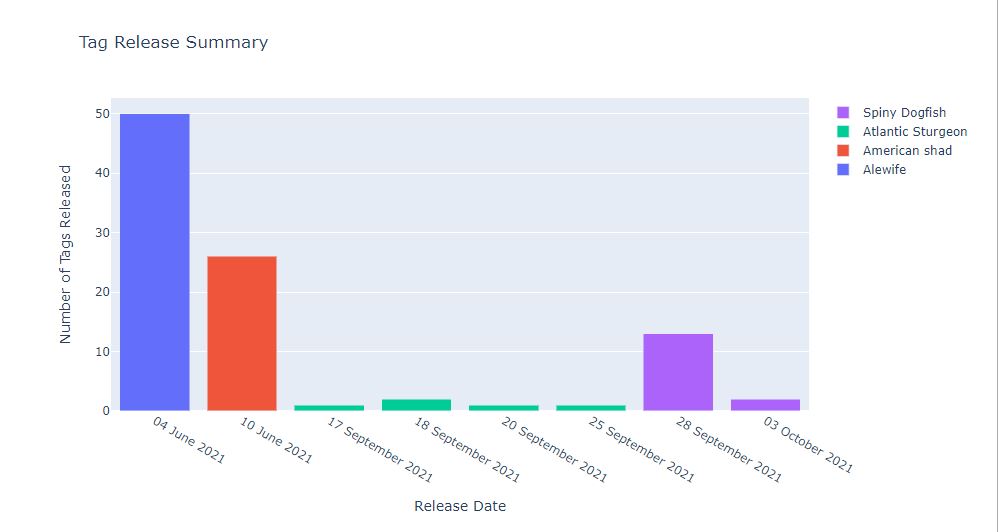 Tag Release Summary
50
40
30
20
10
0
Number of Tags Released
04 June 2021
10 June 2021
17 September 2021
18 September 2021
20 September 2021
25 September 2021
28 September 2021
03 October 2021
Release Date
Spiny Dogfish
Atlantic Sturgeon
American shad
Alewife